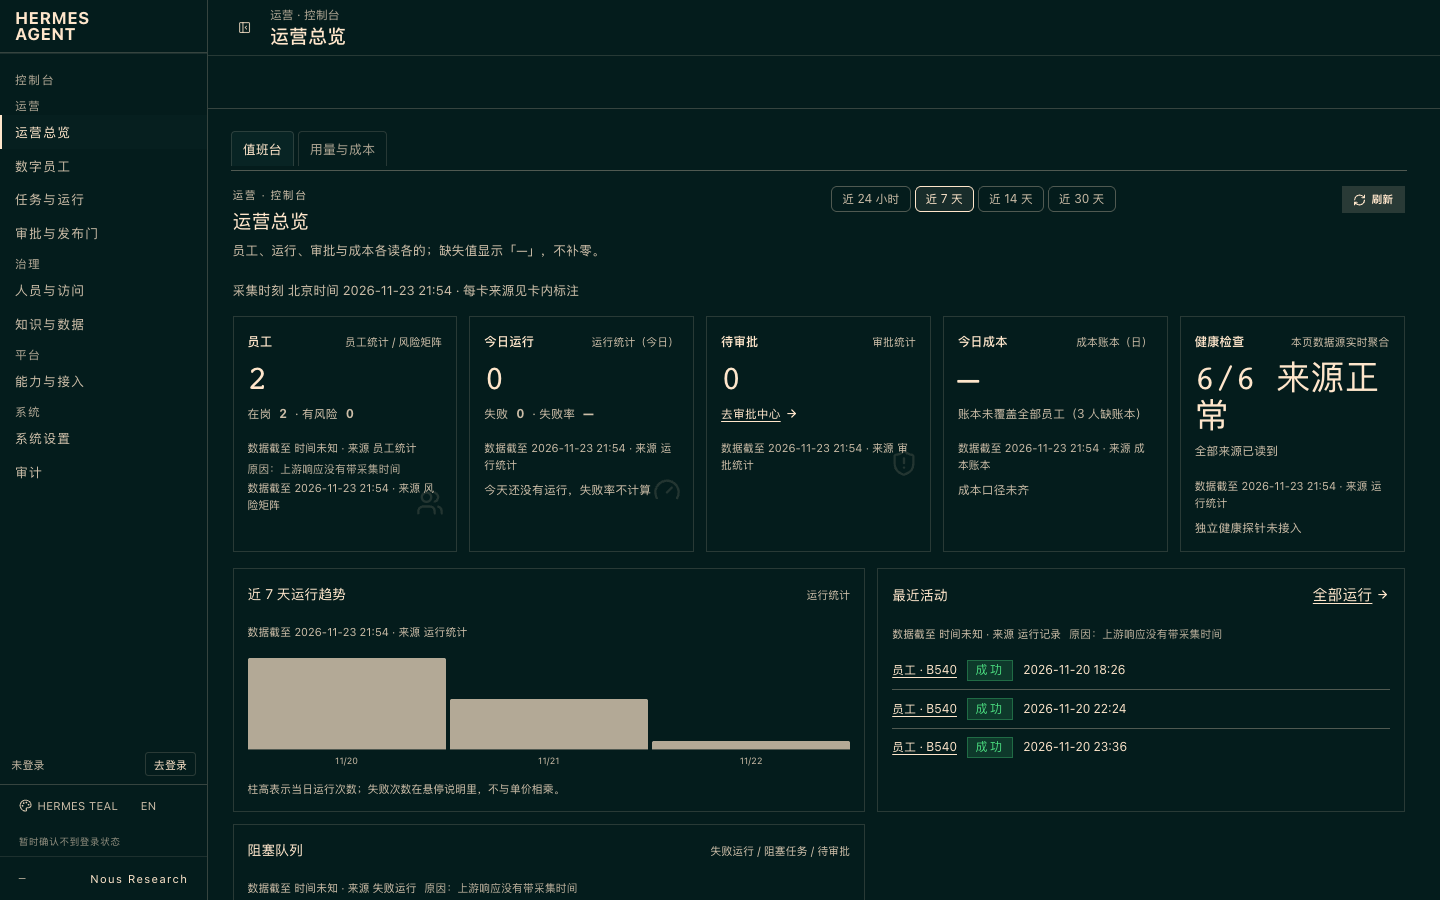 HERMES
AGENT
控制台
运营
运营总览
数字员工
任务与运行
审批与发布门
治理
人员与访问
知识与数据
平台
能力与接入
系统
系统设置
审计
未登录
去登录
HERMES TEAL
EN
暂时确认不到登录状态
—
Nous Research
运营 · 控制台
运营总览
值班台
用量与成本
运营 · 控制台
运营总览
员工、运行、审批与成本各读各的；缺失值显示「—」，不补零。
近 24 小时
近 7 天
近 14 天
近 30 天
刷新
采集时刻 北京时间 2026-11-23 21:54 · 每卡来源见卡内标注
员工
员工统计 / 风险矩阵
2
在岗 2 · 有风险 0
数据截至 时间未知 · 来源 员工统计
原因：上游响应没有带采集时间
数据截至 2026-11-23 21:54 · 来源 风
险矩阵
今日运行
运行统计（今日）
0
失败 0 · 失败率 —
数据截至 2026-11-23 21:54 · 来源 运
行统计
今天还没有运行，失败率不计算
待审批
审批统计
0
去审批中心 →
数据截至 2026-11-23 21:54 · 来源 审
批统计
今日成本
成本账本（日）
—
账本未覆盖全部员工（3 人缺账本）
数据截至 2026-11-23 21:54 · 来源 成
本账本
成本口径未齐
健康检查
本页数据源实时聚合
6/6 来源正
常
全部来源已读到
数据截至 2026-11-23 21:54 · 来源 运
行统计
独立健康探针未接入
近 7 天运行趋势
运行统计
数据截至 2026-11-23 21:54 · 来源 运行统计
11/20
11/21
11/22
柱高表示当日运行次数；失败次数在悬停说明里，不与单价相乘。
最近活动
全部运行 →
数据截至 时间未知 · 来源 运行记录 原因：上游响应没有带采集时间
员工 · B540 成功 2026-11-20 18:26
员工 · B540 成功 2026-11-20 22:24
员工 · B540 成功 2026-11-20 23:36
阻塞队列
失败运行 / 阻塞任务 / 待审批
数据截至 时间未知 · 来源 失败运行 原因：上游响应没有带采集时间